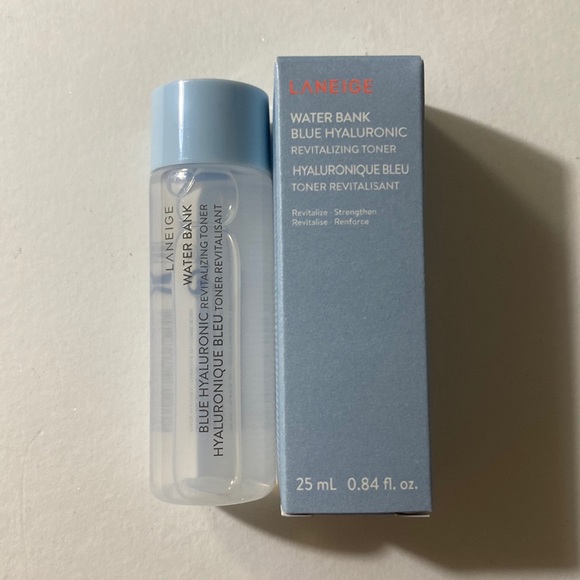 LANEIGE
WATER BANK
BLUE HYALURONIC REVITALIZING TONER
HYALURONIQUE BLEU TONER REVITALISANT
LANEIGE
WATER BANK
BLUE HYALURONIC
REVITALIZING TONER
HYALURONIQUE BLEU
TONER REVITALISANT
Revitalize · Strengthen
Revitalise · Renforce
25 mL 0.84 fl. oz.